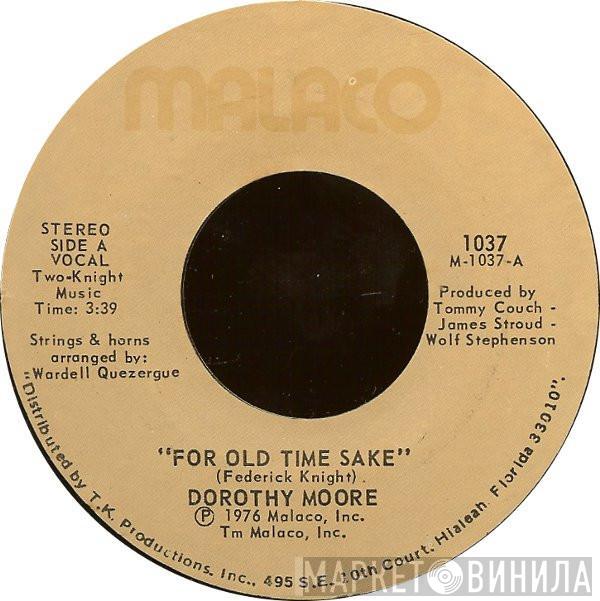 MALACO
STEREO
SIDE A
VOCAL
Two-Knight
Music
Time: 3:39
Strings & horns
arranged by:
Wardell Quezergue
1037
M-1037-A
Produced by
Tommy Couch -
James Stroud -
Wolf Stephenson
"FOR OLD TIME SAKE"
(Federick Knight) .
DOROTHY MOORE
Ⓟ 1976 Malaco, Inc.
Tm Malaco, Inc.
"Distributed by T.K. Productions, Inc., 495 S.E. 10th Court. Hialeah, Florida 33010".
МАРКЕТ ВИНИЛА